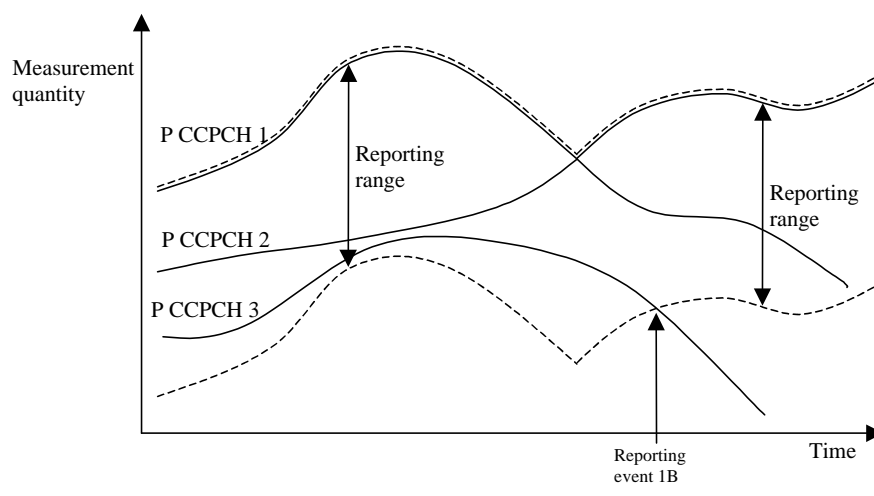 Measurement
quantity
P CCPCH 1
Reporting
range
Reporting
range
P CCPCH 2
P CCPCH 3
Time
Reporting
event 1B